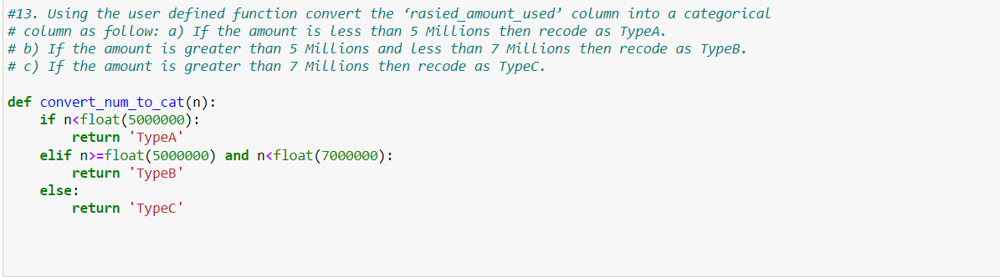 #13. Using the user defined function convert the ‘rasied_amount_used’ column into a categorical
# column as follow: a) If the amount is less than 5 Millions then recode as TypeA.
# b) If the amount is greater than 5 Millions and less than 7 Millions then recode as TypeB.
# c) If the amount is greater than 7 Millions then recode as TypeC.
def convert_num_to_cat(n):
    if n<float(5000000):
        return 'TypeA'
    elif n>=float(5000000) and n<float(7000000):
        return 'TypeB'
    else:
        return 'TypeC'